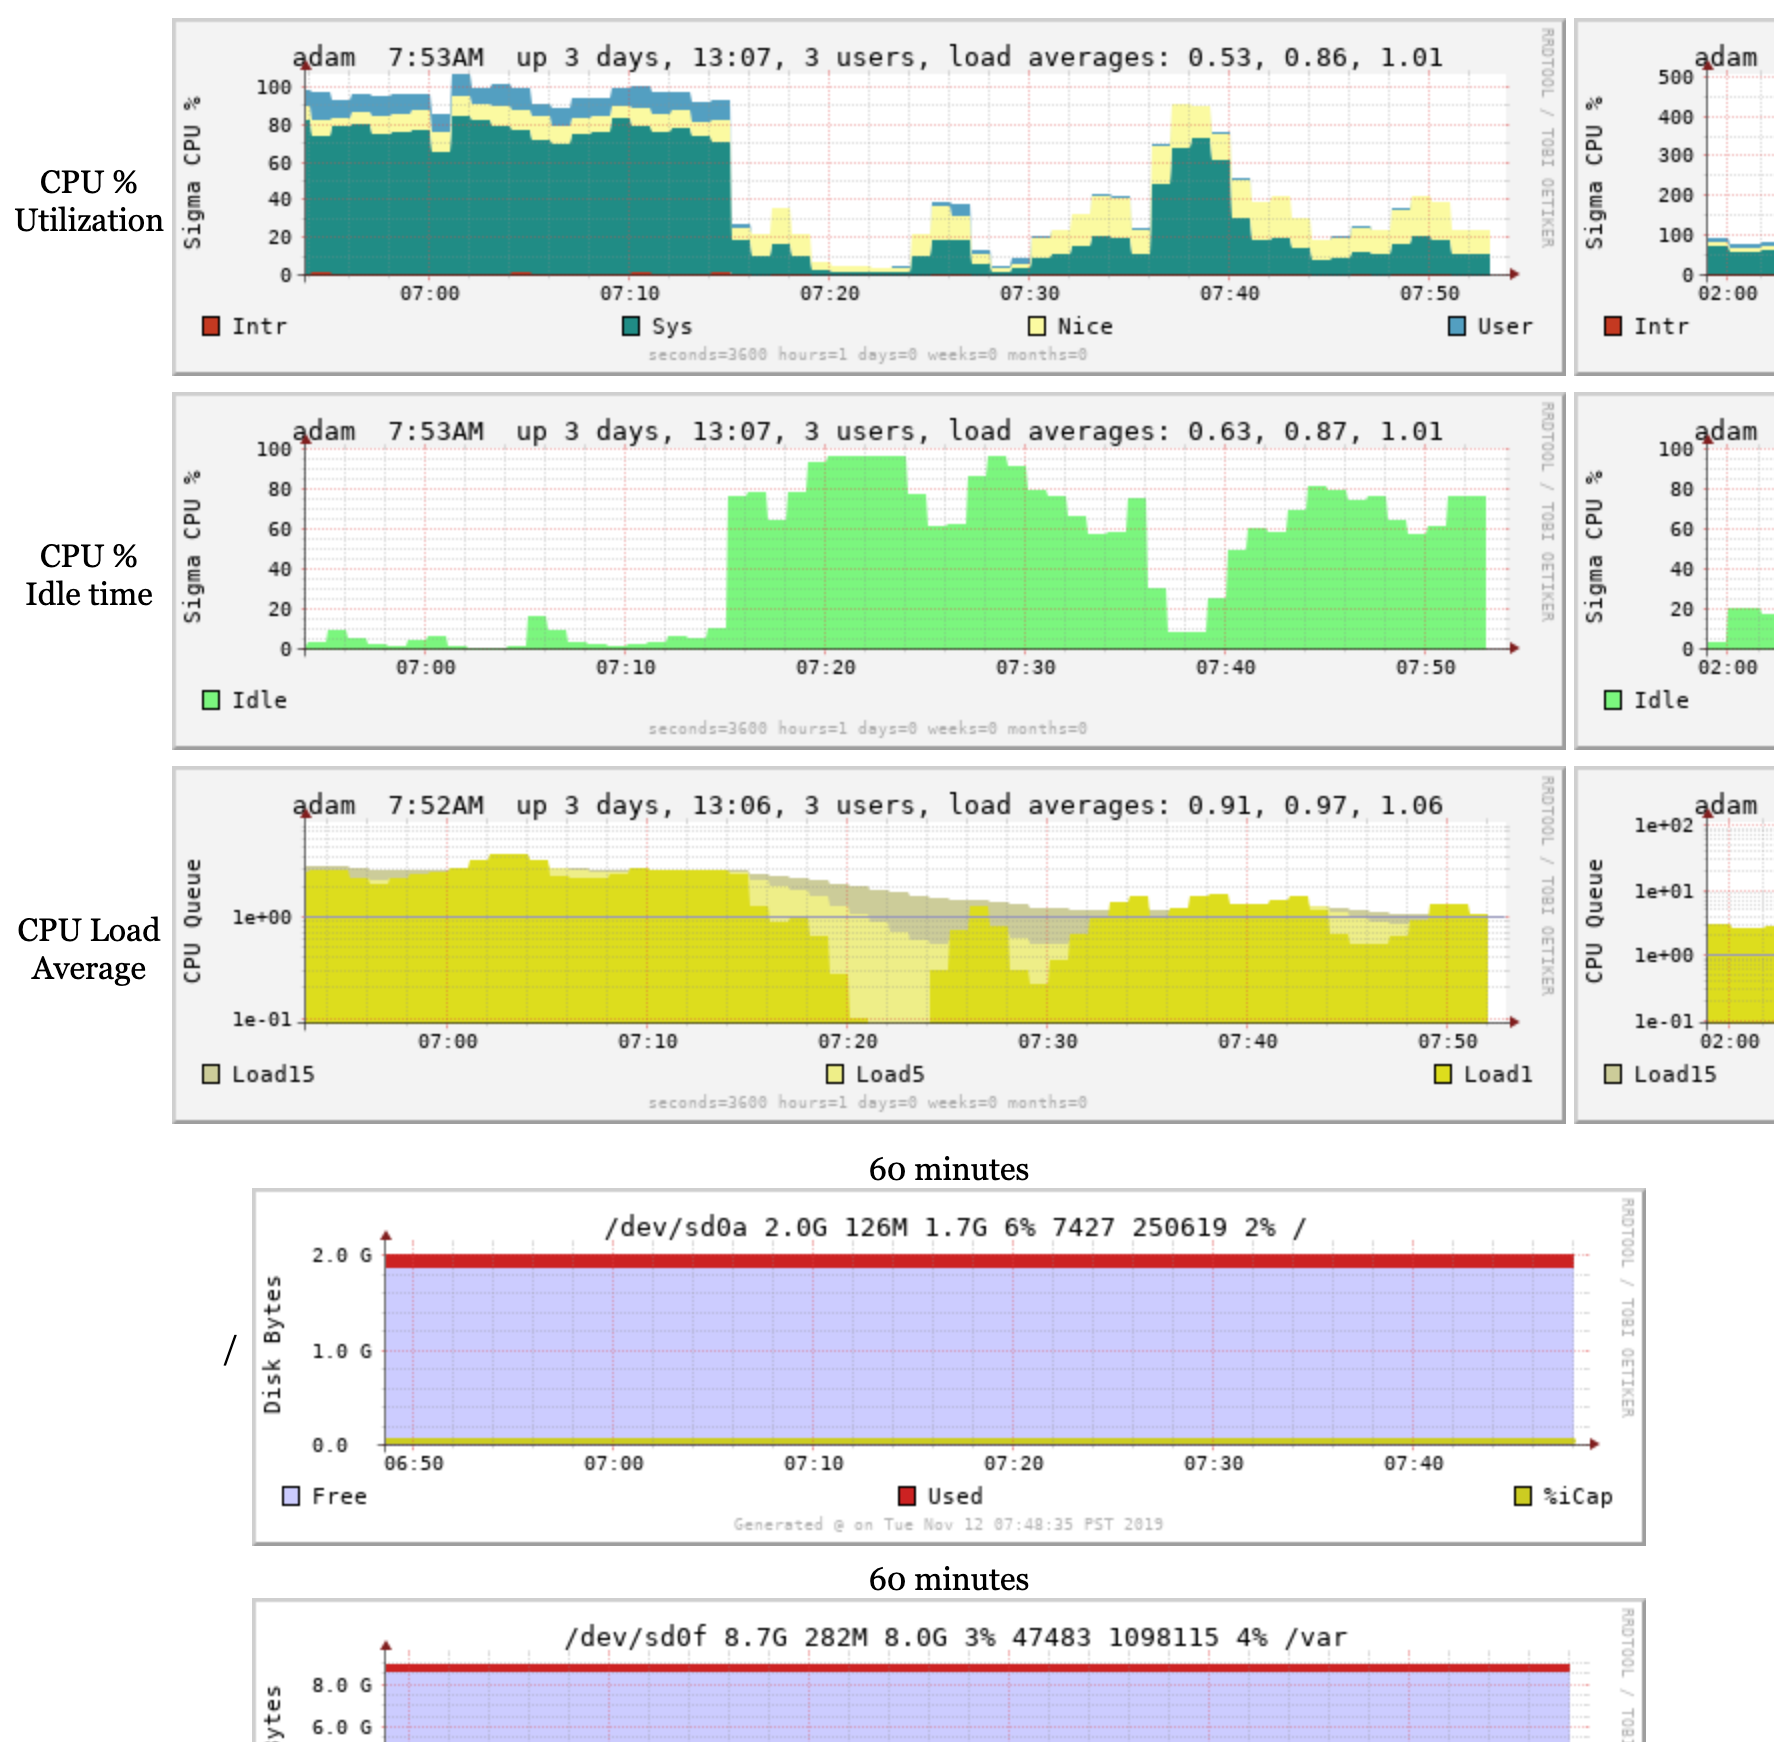 adam  7:53AM  up 3 days, 13:07, 3 users, load averages: 0.53, 0.86, 1.01
CPU %
Utilization
Sigma CPU %
100
80
60
40
20
0
07:00 07:10 07:20 07:30 07:40 07:50
Intr Sys Nice User
seconds=3600 hours=1 days=0 weeks=0 months=0
RRDTOOL / TOBI OETIKER
adam
Sigma CPU %
500
400
300
200
100
0
02:00
Intr
adam  7:53AM  up 3 days, 13:07, 3 users, load averages: 0.63, 0.87, 1.01
CPU %
Idle time
Sigma CPU %
100
80
60
40
20
0
07:00 07:10 07:20 07:30 07:40 07:50
Idle
seconds=3600 hours=1 days=0 weeks=0 months=0
RRDTOOL / TOBI OETIKER
adam
Sigma CPU %
100
80
60
40
20
0
02:00
Idle
adam  7:52AM  up 3 days, 13:06, 3 users, load averages: 0.91, 0.97, 1.06
CPU Load
Average
CPU Queue
1e+00
1e-01
07:00 07:10 07:20 07:30 07:40 07:50
Load15 Load5 Load1
seconds=3600 hours=1 days=0 weeks=0 months=0
RRDTOOL / TOBI OETIKER
adam
CPU Queue
1e+02
1e+01
1e+00
1e-01
02:00
Load15
60 minutes
/dev/sd0a 2.0G 126M 1.7G 6% 7427 250619 2% /
/
Disk Bytes
2.0 G
1.0 G
0.0
06:50 07:00 07:10 07:20 07:30 07:40
Free Used %iCap
Generated @ on Tue Nov 12 07:48:35 PST 2019
RRDTOOL / TOBI OETIKER
60 minutes
/dev/sd0f 8.7G 282M 8.0G 3% 47483 1098115 4% /var
8.0 G
6.0 G
ytes
RRDTOOL / TOBI